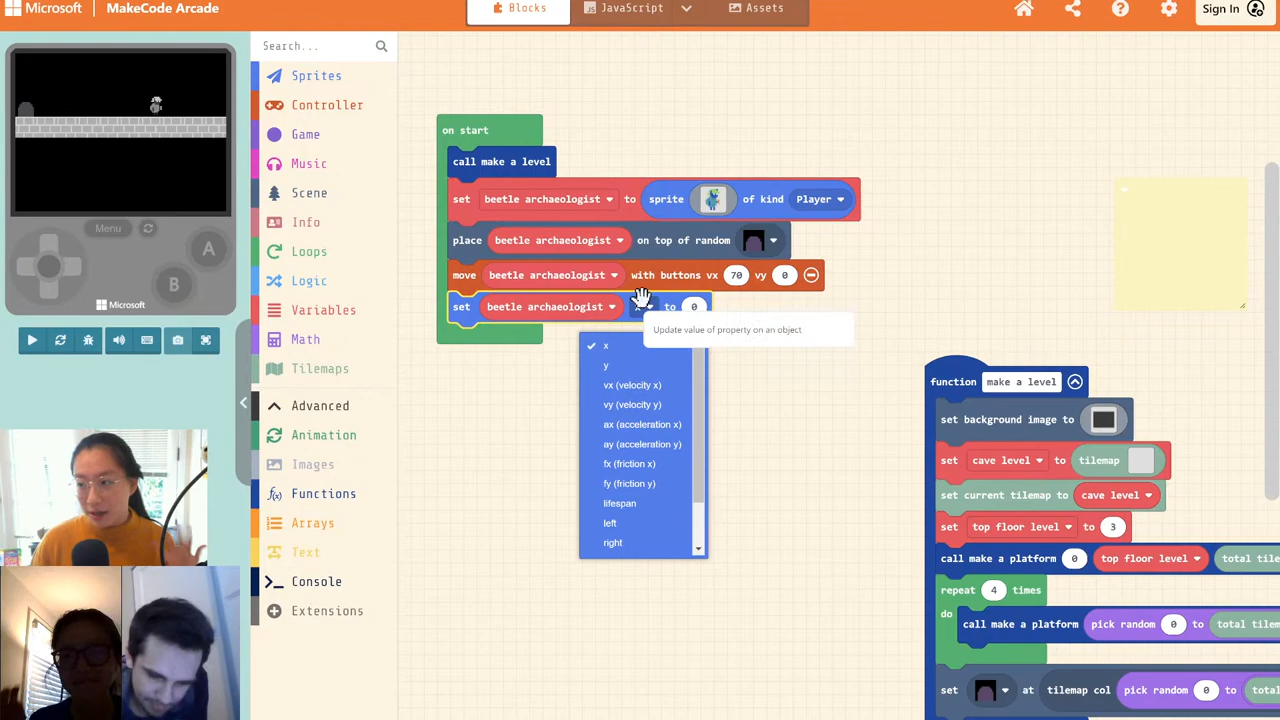 Microsoft
MakeCode Arcade
Blocks
JavaScript
Assets
Sign In
Menu
A
B
Microsoft
Search...
Sprites
Controller
Game
Music
Scene
Info
Loops
Logic
Variables
Math
Tilemaps
Advanced
Animation
Images
Functions
Arrays
Text
Console
Extensions
on start
call make a level
set beetle archaeologist to sprite of kind Player
place beetle archaeologist on top of random
move beetle archaeologist with buttons vx 70 vy 0
set beetle archaeologist x to 0
Update value of property on an object
x
y
vx (velocity x)
vy (velocity y)
ax (acceleration x)
ay (acceleration y)
fx (friction x)
fy (friction y)
lifespan
left
right
function make a level
set background image to
set cave level to tilemap
set current tilemap to cave level
set top floor level to 3
call make a platform 0 top floor level total tile
repeat 4 times
do
call make a platform pick random 0 to total
set at tilemap col pick random 0 to total